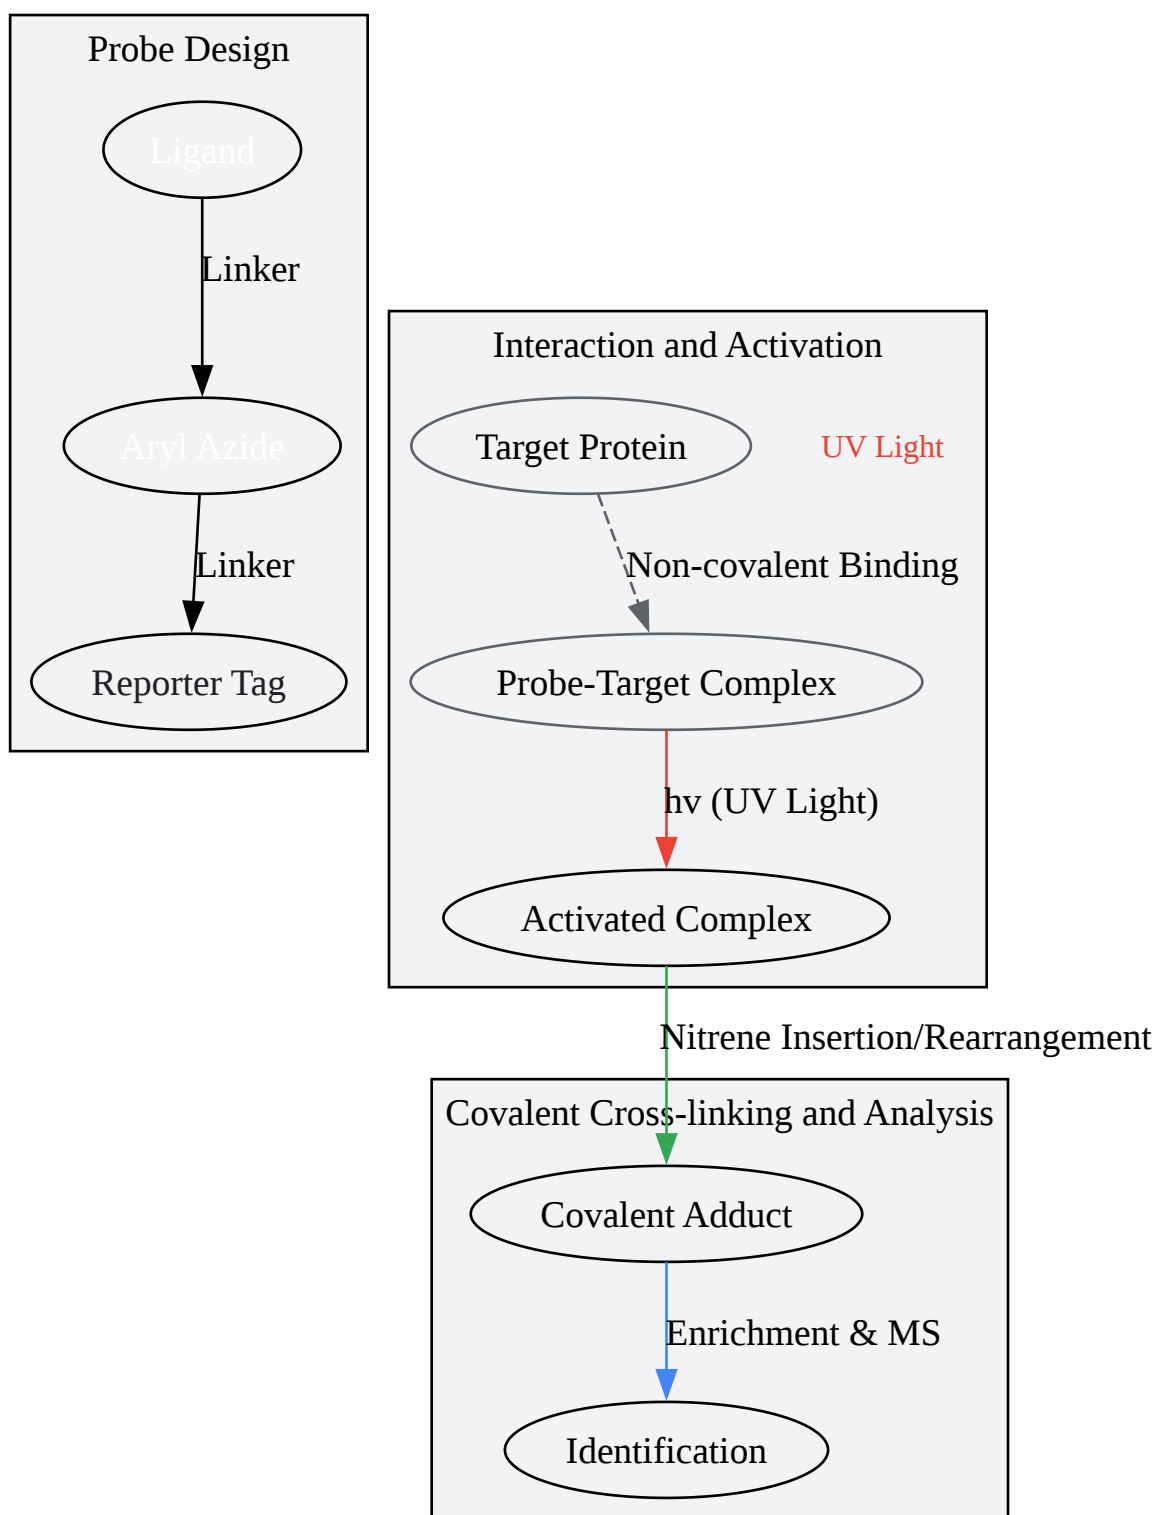 Probe Design
Ligand
Linker
Aryl Azide
Linker
Reporter Tag
Interaction and Activation
Target Protein
UV Light
Non-covalent Binding
Probe-Target Complex
hv (UV Light)
Activated Complex
Nitrene Insertion/Rearrangement
Covalent Cross-linking and Analysis
Covalent Adduct
Enrichment & MS
Identification